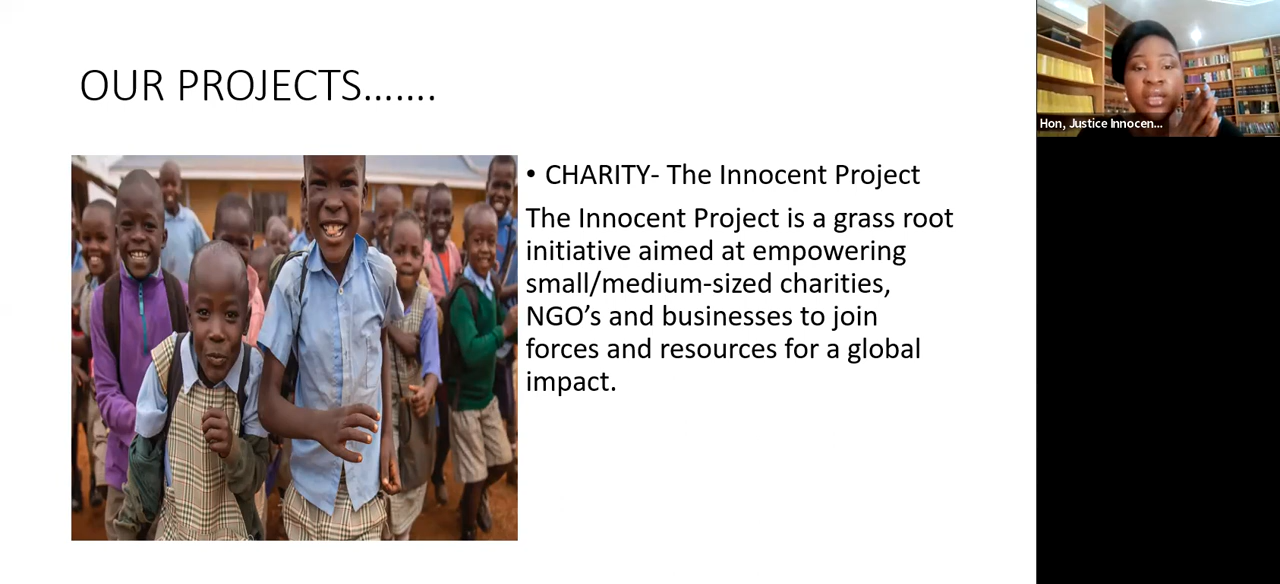 OUR PROJECTS.......
• CHARITY- The Innocent Project
The Innocent Project is a grass root
initiative aimed at empowering
small/medium-sized charities,
NGO’s and businesses to join
forces and resources for a global
impact.
Hon, Justice Innocen...